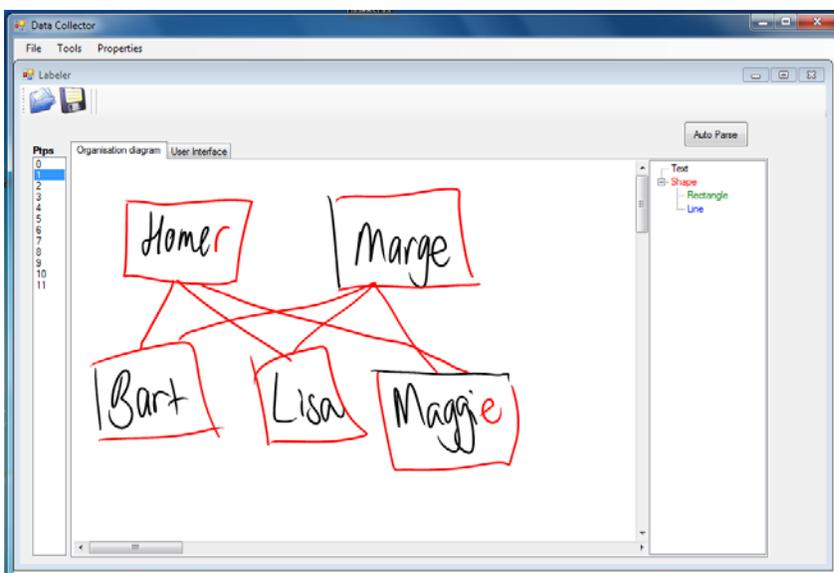 Data Collector
File Tools Properties
Labeler
Auto Parse
Ptps
Organisation diagram User Interface
0
1
2
3
4
5
6
7
8
9
10
11
Text
Shape
Rectangle
Line
Homer
Marge
Bart
Lisa
Maggie